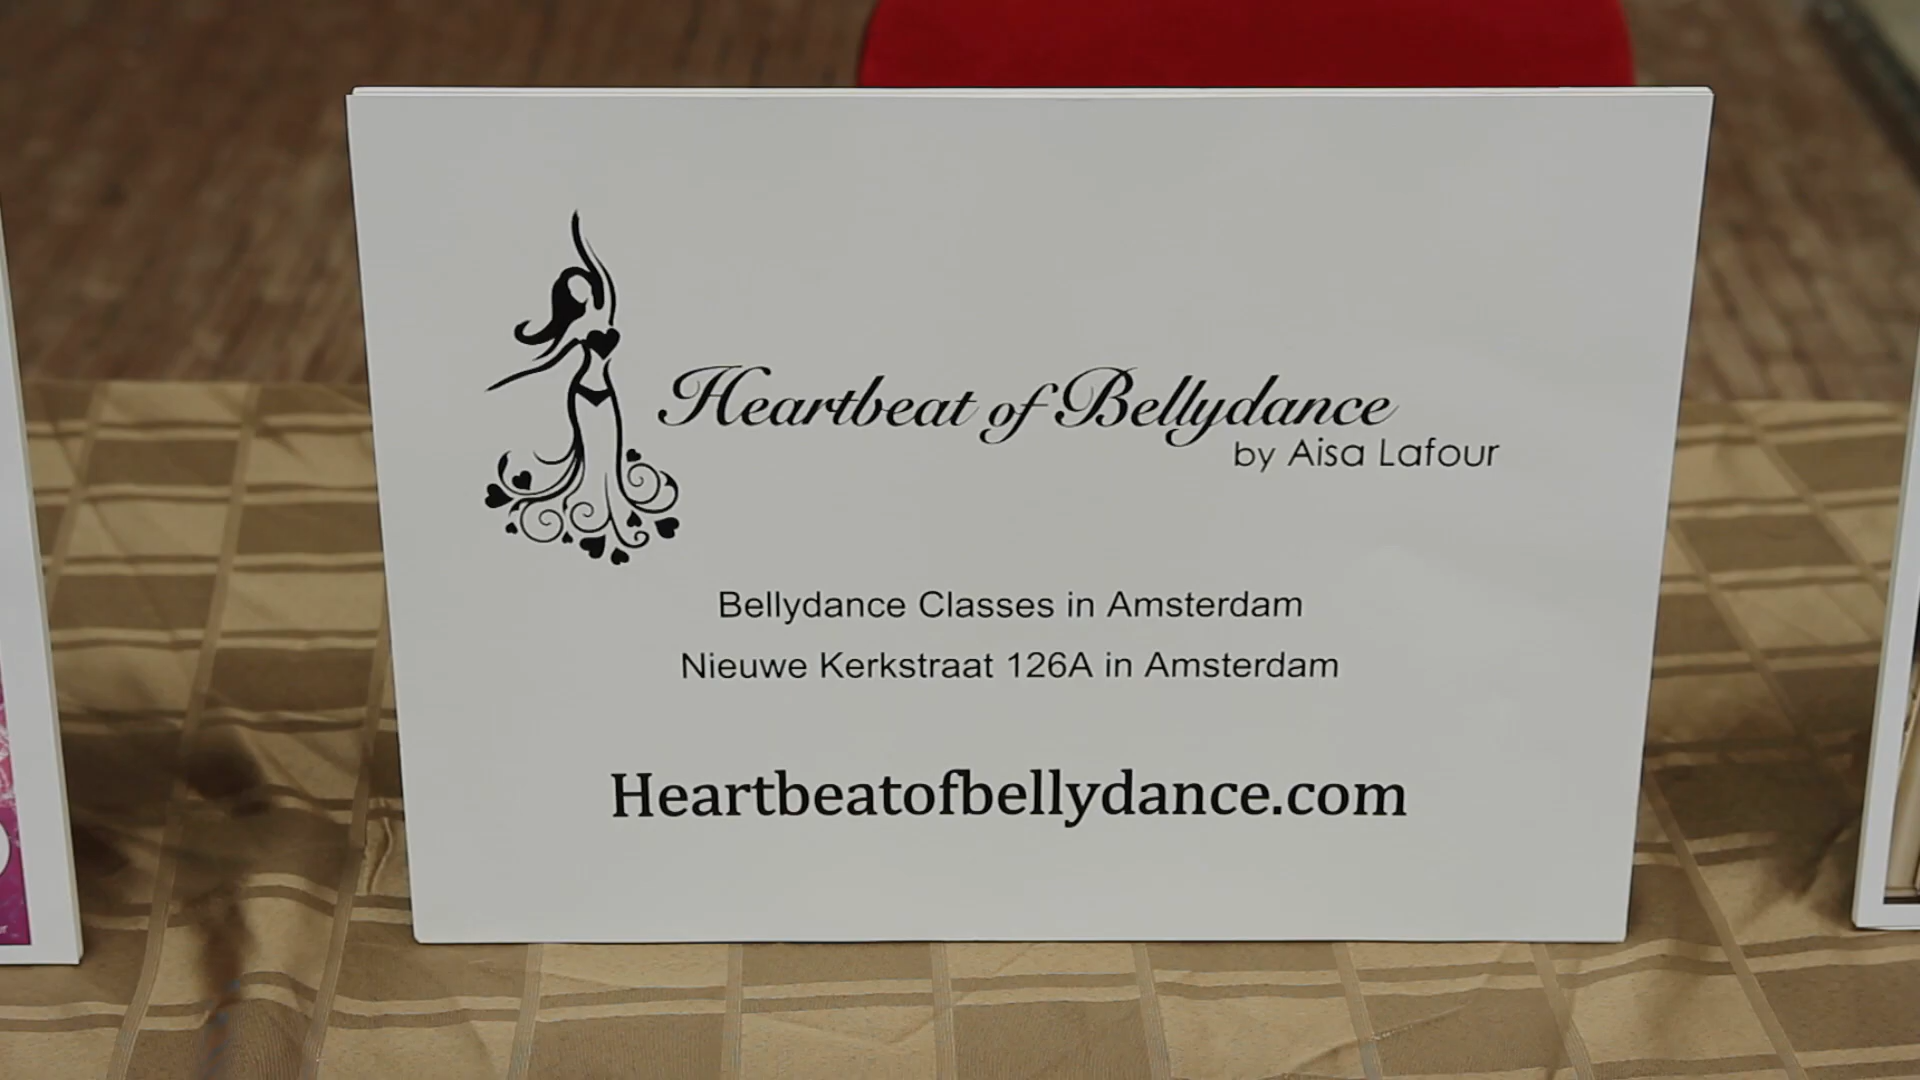 Heartbeat of Bellydance
by Aisa Lafour
Bellydance Classes in Amsterdam
Nieuwe Kerkstraat 126A in Amsterdam
Heartbeatofbellydance.com